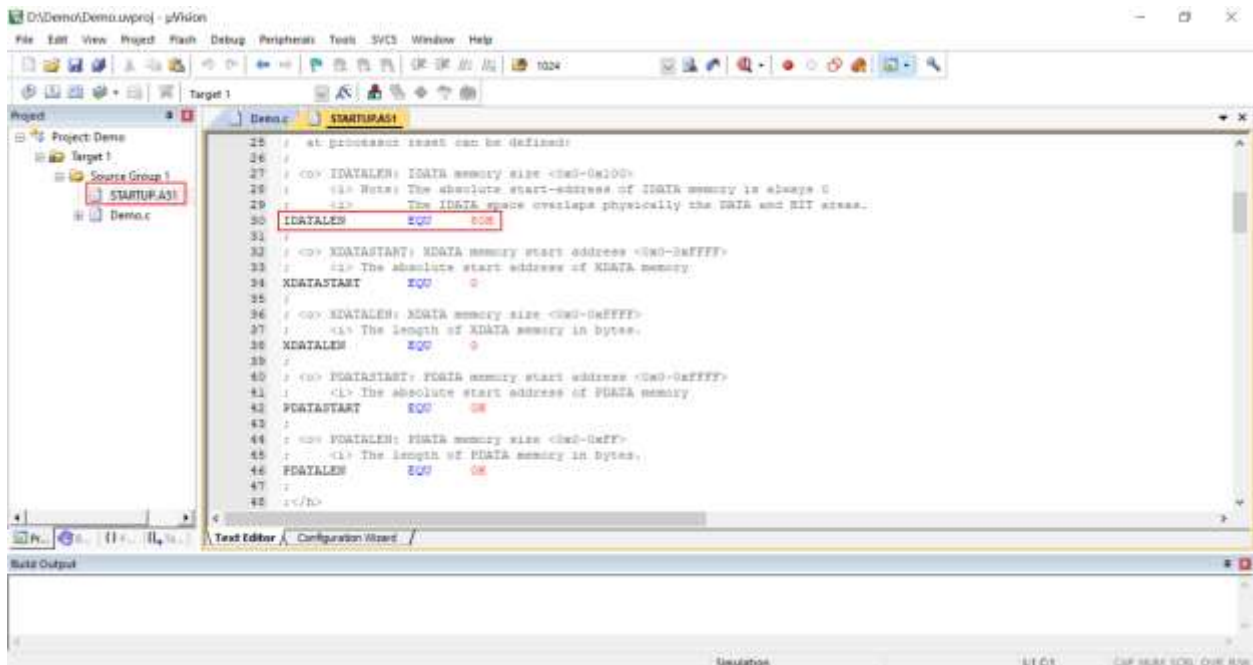 D:\Demo\Demo.uvproj - µVision
File Edit View Project Flash Debug Peripherals Tools SVCS Window Help
1024
Target 1
Project
Demo.c STARTUP.A51
Project: Demo
Target 1
Source Group 1
STARTUP.A51
Demo.c
25 ; at processor reset can be defined:
26 ;
27 ; <o> IDATALEN: IDATA memory size <0x0-0x100>
28 ; <i> Note: The absolute start-address of IDATA memory is always 0
29 ; <i> The IDATA space overlaps physically the DATA and BIT areas.
30 IDATALEN EQU 80H
31 ;
32 ; <o> XDATASTART: XDATA memory start address <0x0-0xFFFF>
33 ; <i> The absolute start address of XDATA memory
34 XDATASTART EQU 0
35 ;
36 ; <o> XDATALEN: XDATA memory size <0x0-0xFFFF>
37 ; <i> The length of XDATA memory in bytes.
38 XDATALEN EQU 0
39 ;
40 ; <o> PDATASTART: PDATA memory start address <0x0-0xFFFF>
41 ; <i> The absolute start address of PDATA memory
42 PDATASTART EQU 0H
43 ;
44 ; <o> PDATALEN: PDATA memory size <0x0-0xFF>
45 ; <i> The length of PDATA memory in bytes.
46 PDATALEN EQU 0H
47 ;
48 ;</h>
Text Editor Configuration Wizard
Build Output
Simulation L:1 C:1 CAP NUM SCRL OVR R/W